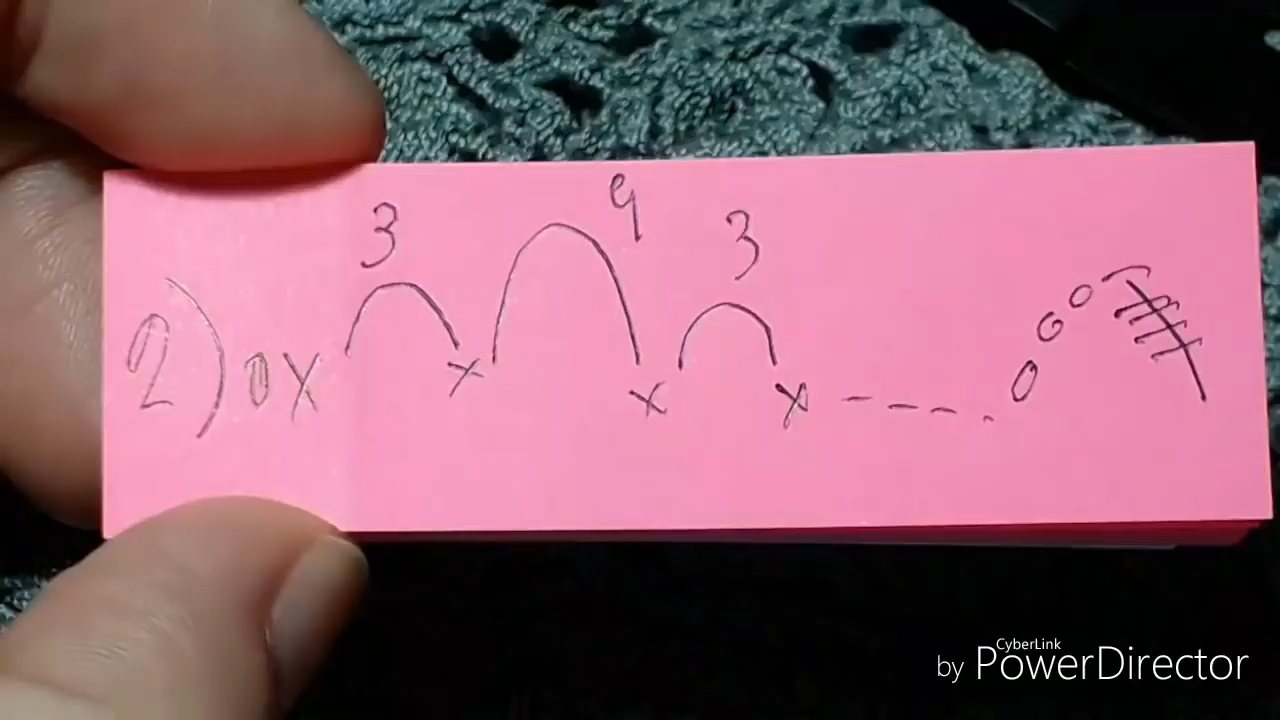 3 9 3
2) 0x x x x ----. 0 0 0
CyberLink
by PowerDirector